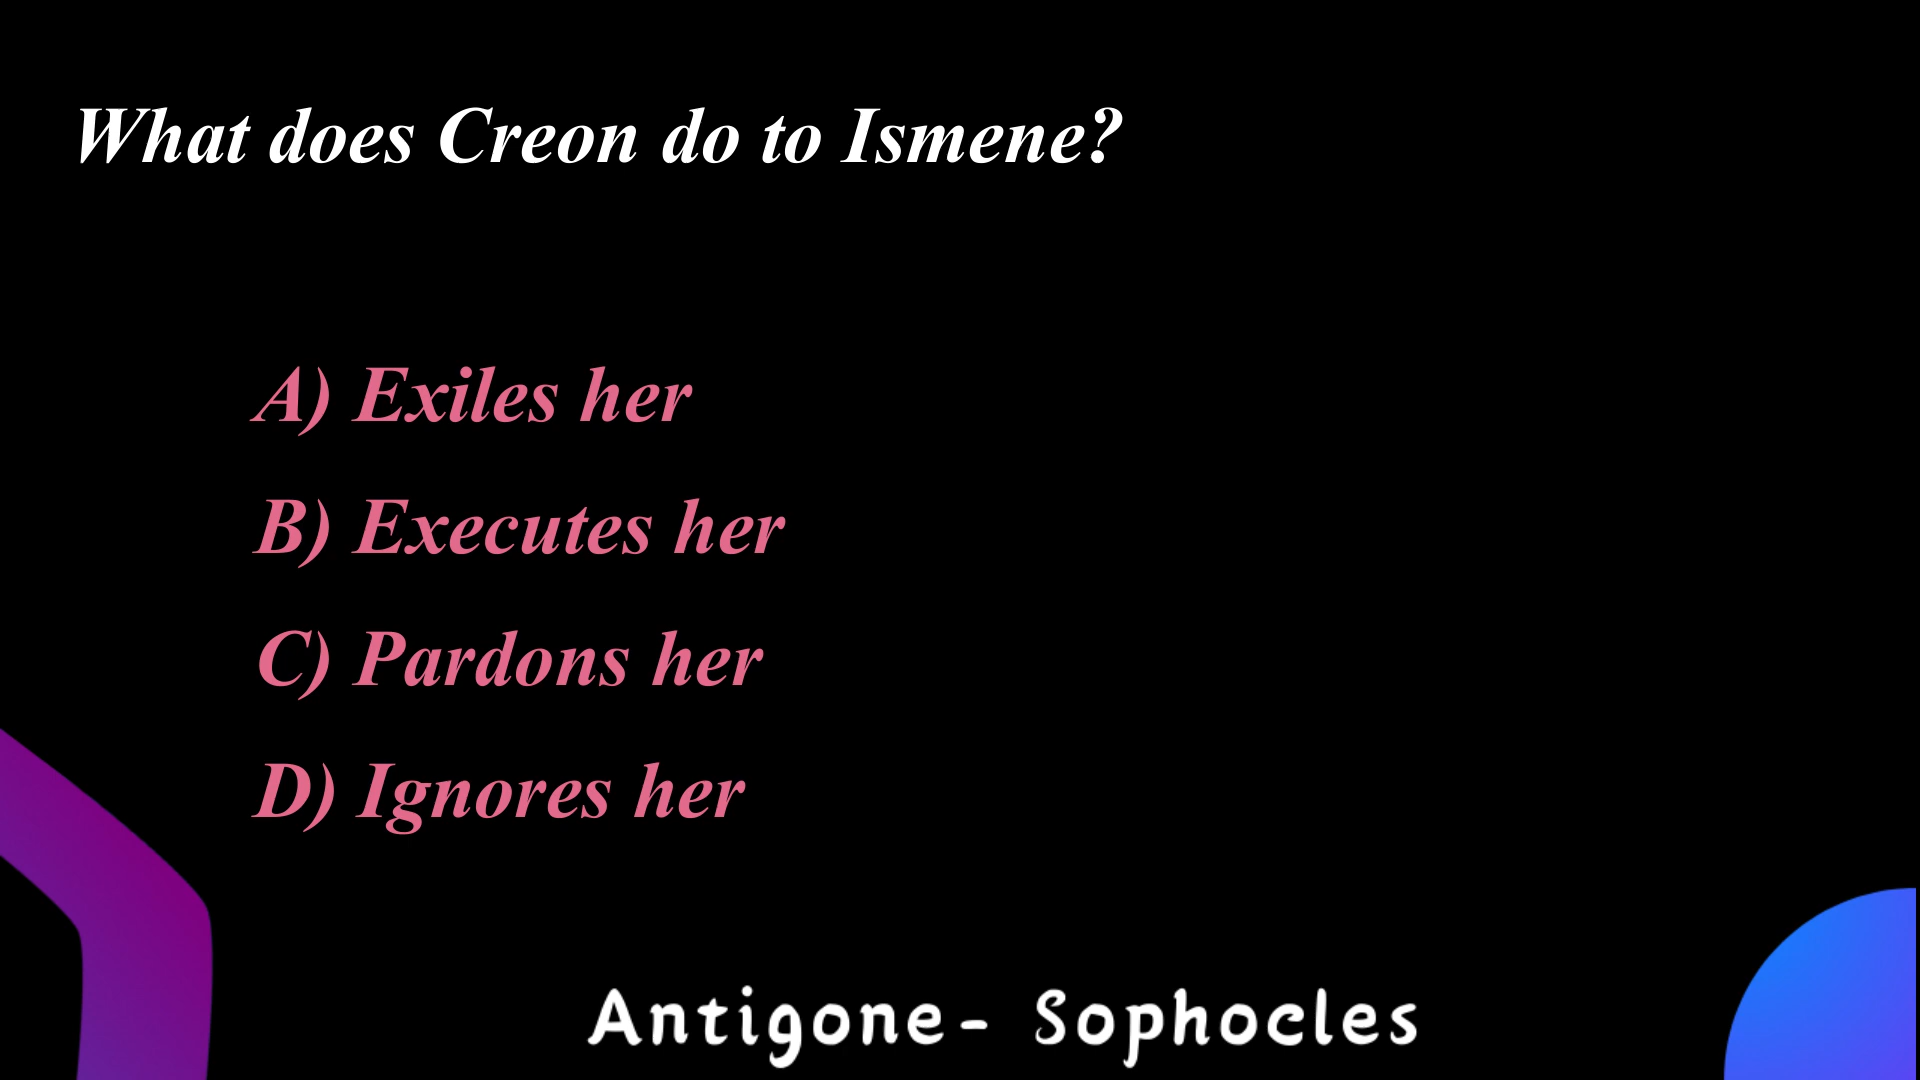 What does Creon do to Ismene?
A) Exiles her
B) Executes her
C) Pardons her
D) Ignores her
Antigone- Sophocles